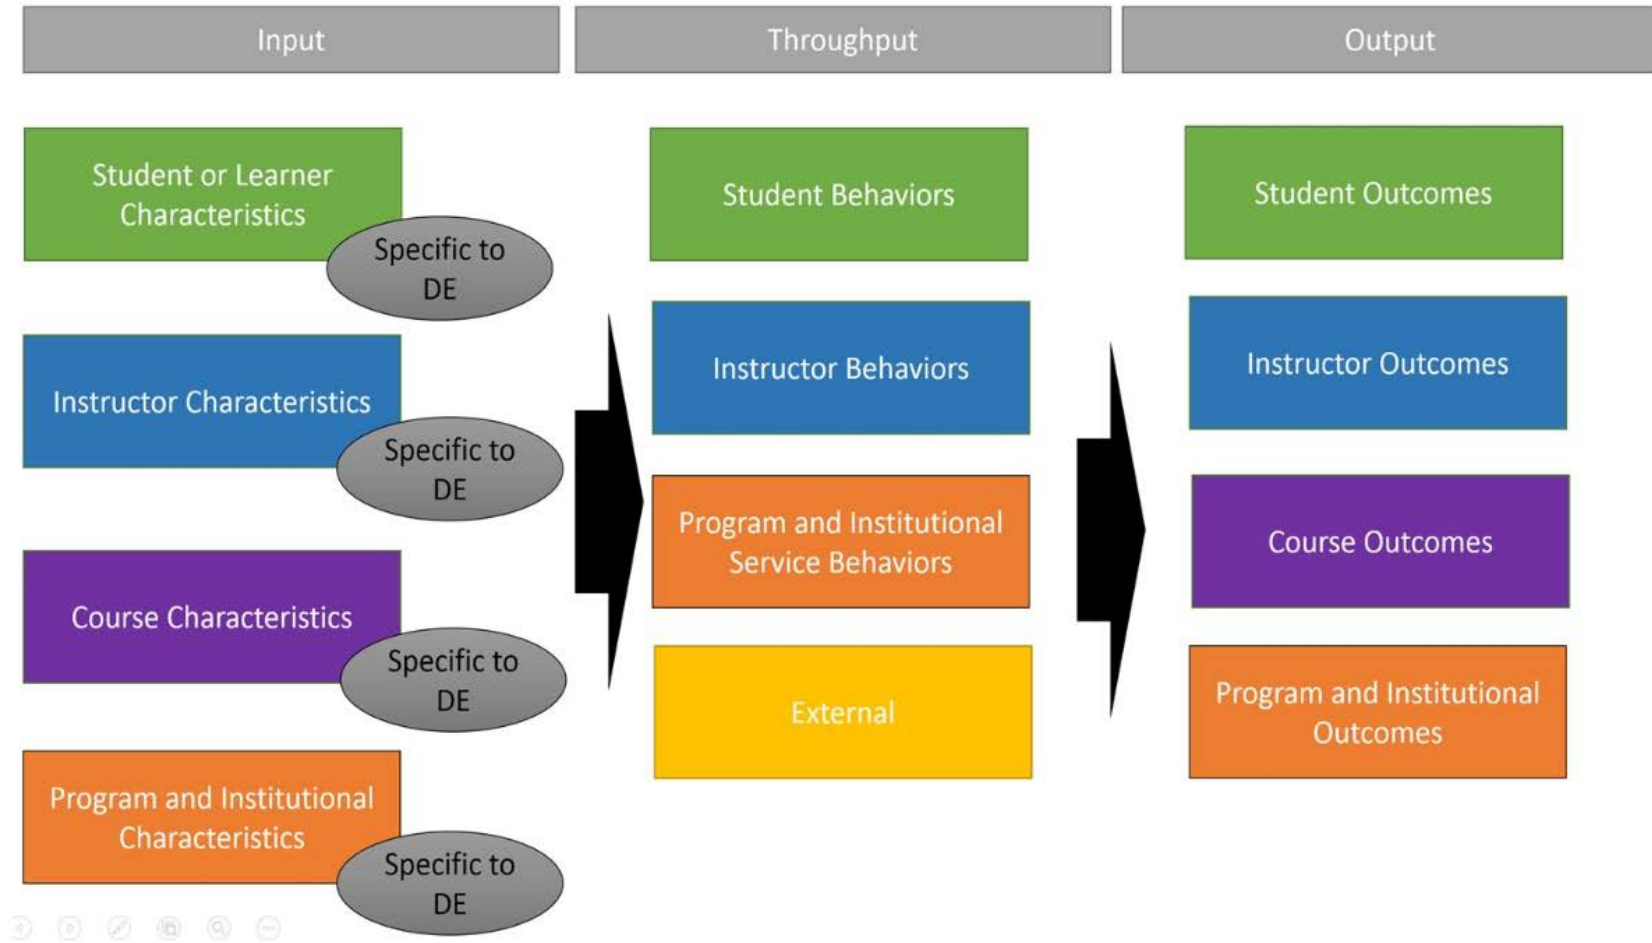 Input
Throughput
Output
Student or Learner
Characteristics
Specific to
DE
Student Behaviors
Student Outcomes
Instructor Characteristics
Specific to
DE
Instructor Behaviors
Instructor Outcomes
Course Characteristics
Specific to
DE
Program and Institutional
Service Behaviors
Course Outcomes
Program and Institutional
Characteristics
Specific to
DE
External
Program and Institutional
Outcomes